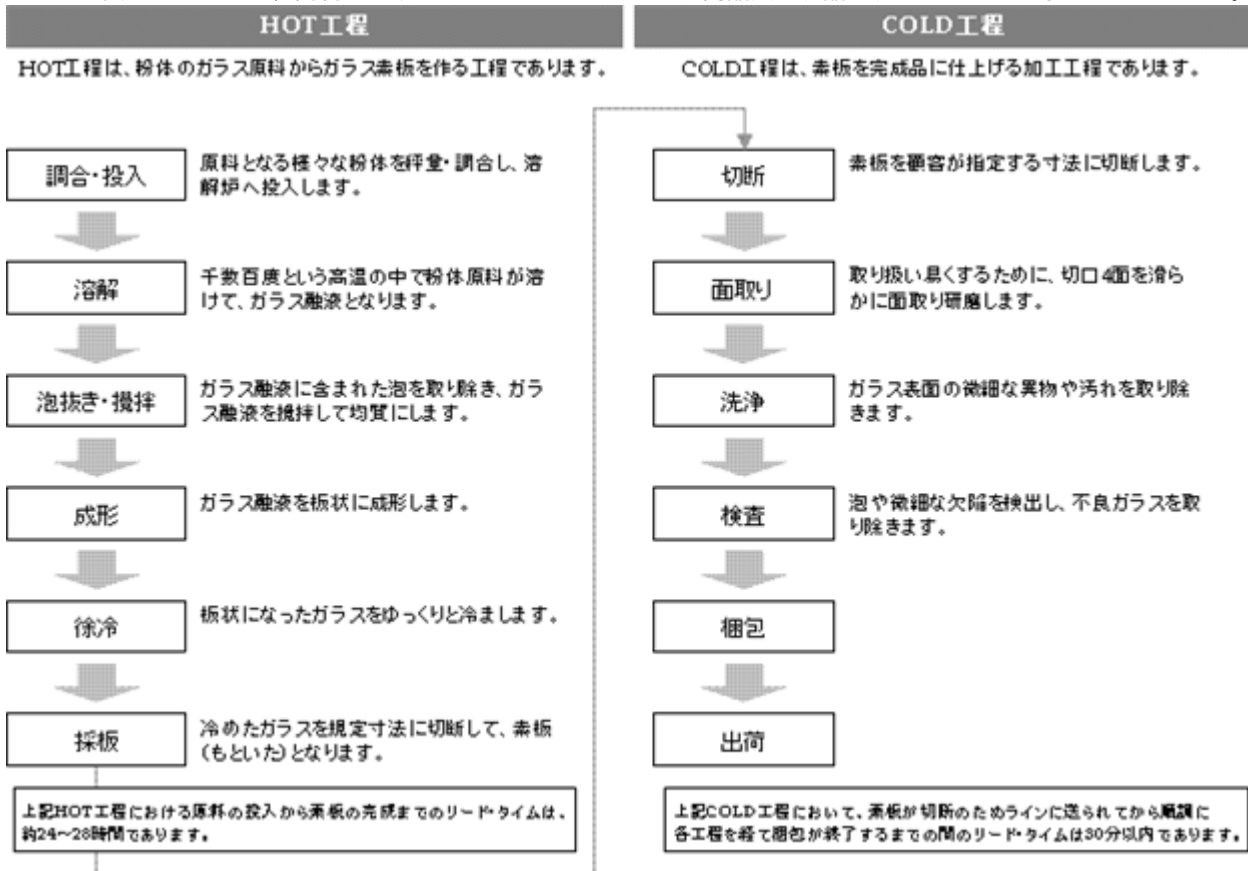 HOT工程
HOT工程は、粉体のガラス原料からガラス素板を作る工程であります。
調合・投入
原料となる様々な粉体を秤量・調合し、溶
解炉へ投入します。
溶解
千数百度という高温の中で粉体原料が溶
けて、ガラス融液となります。
泡抜き・攪拌
ガラス融液に含まれた泡を取り除き、ガラ
ス融液を攪拌して均質にします。
成形
ガラス融液を板状に成形します。
徐冷
板状になったガラスをゆっくりと冷まします。
採板
冷めたガラスを規定寸法に切断して、素板
(もといた)となります。
上記HOT工程における原料の投入から素板の完成までのリード・タイムは、
約24~28時間であります。
COLD工程
COLD工程は、素板を完成品に仕上げる加工工程であります。
切断
素板を顧客が指定する寸法に切断します。
面取り
取り扱い易くするために、切口4面を滑ら
かに面取り研磨します。
洗浄
ガラス表面の微細な異物や汚れを取り除
きます。
検査
泡や微細な欠陥を検出し、不良ガラスを取
り除きます。
梱包
出荷
上記COLD工程において、素板が切断のためラインに送られてから順調に
各工程を経て梱包が終了するまでの間のリード・タイムは30分以内であります。